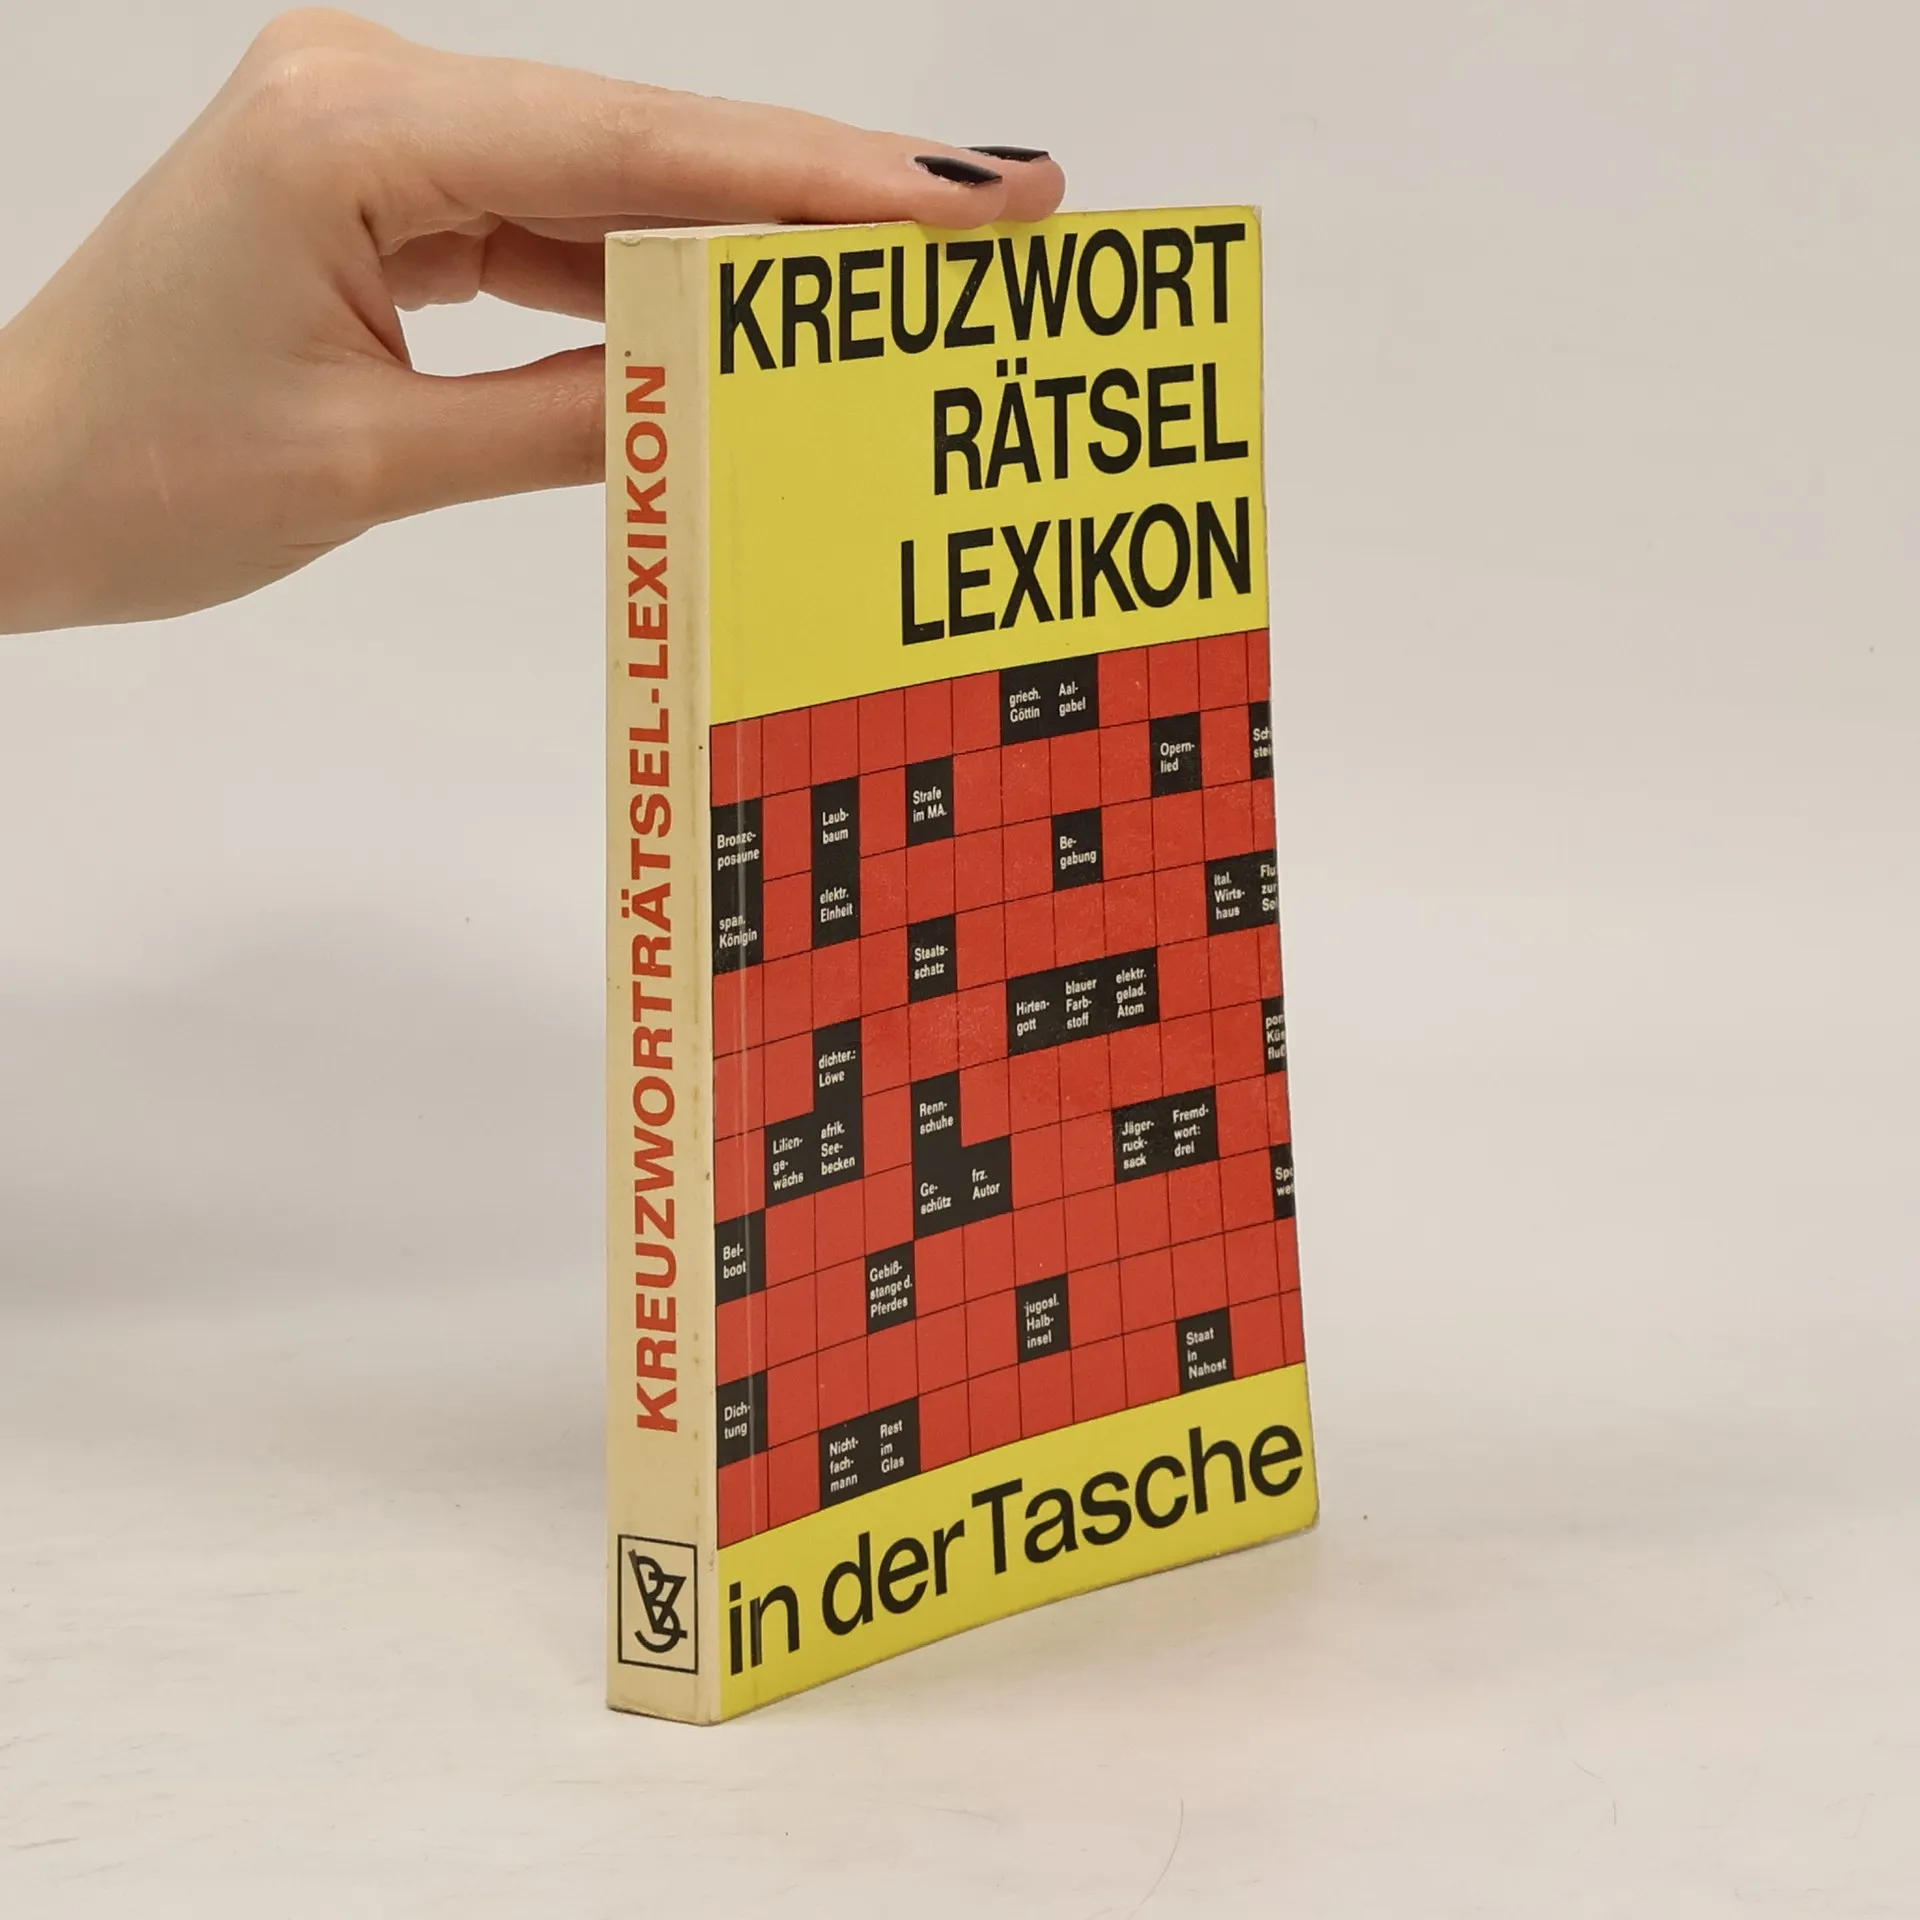 KREUZWORTRÄTSEL-LEXIKON
KREUZWORT
RÄTSEL
LEXIKON
griech.
Göttin
Aal-
gabel
Opern-
lied
Strafe
im MA.
Laub-
baum
Bronze-
posaune
Be-
gabung
ital.
Wirts-
haus
elektr.
Einheit
span.
Königin
Staats-
schatz
Hirten-
gott
blauer
Farb-
stoff
elektr.
gelad.
Atom
dichter.:
Löwe
Renn-
schuhe
Jäger-
ruck-
sack
Fremd-
wort:
drei
Lilien-
ge-
wächs
afrik.
See-
becken
Ge-
schütz
frz.
Autor
Bei-
boot
Gebiß-
stange d.
Pferdes
jugosl.
Halb-
insel
Staat
in
Nahost
Dich-
tung
Nicht-
fach-
mann
Rest
im
Glas
in der Tasche